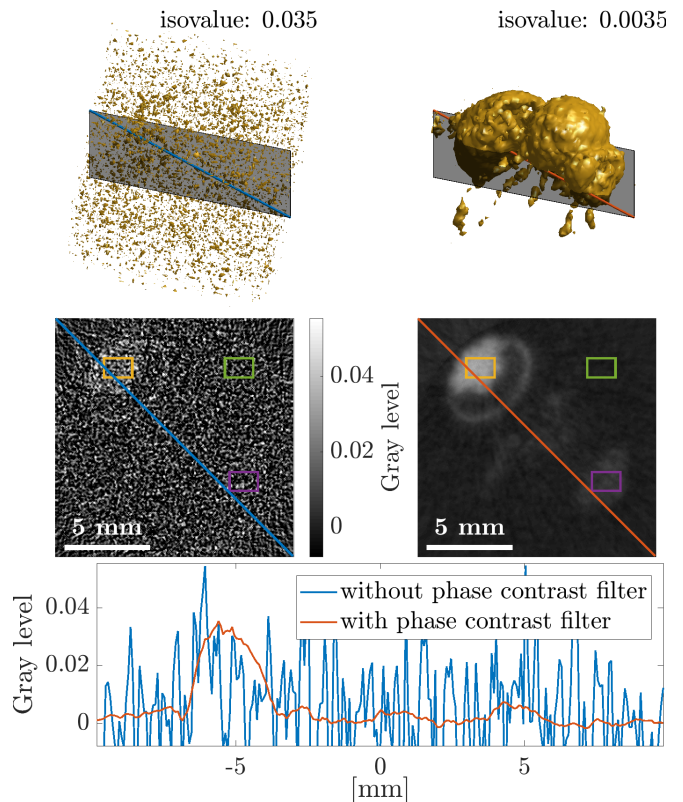 isovalue: 0.035
isovalue: 0.0035
0.04
0.02
0
Gray level
5 mm
5 mm
without phase contrast filter
with phase contrast filter
0.04
0.02
0
Gray level
-5
0
5
[mm]